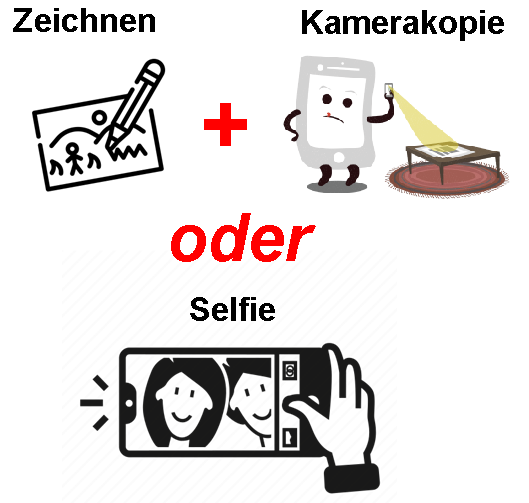 Zeichnen
Kamerakopie
+
oder
Selfie